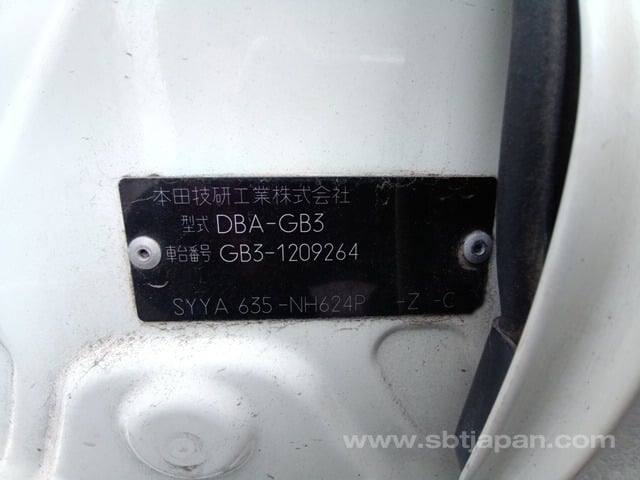 本田技研工業株式会社
型式 DBA-GB3
車台番号 GB3-1209264
SYYA 635-NH624P -Z -C
www.sbtjapan.com